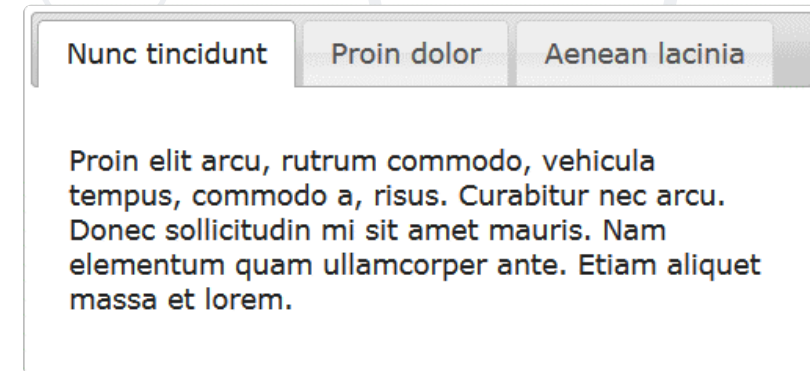 Nunc tincidunt
Proin dolor
Aenean lacinia
Proin elit arcu, rutrum commodo, vehicula
tempus, commodo a, risus. Curabitur nec arcu.
Donec sollicitudin mi sit amet mauris. Nam
elementum quam ullamcorper ante. Etiam aliquet
massa et lorem.